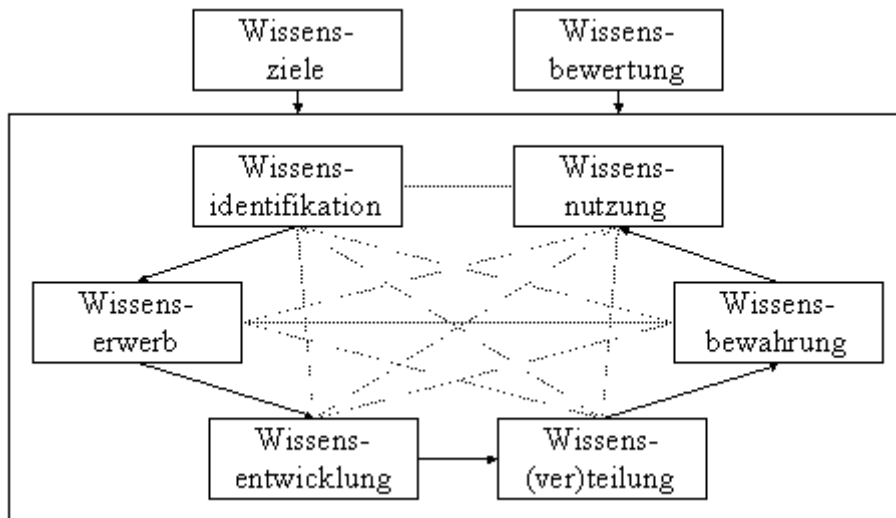 Wissens-
ziele
Wissens-
bewertung
Wissens-
identifikation
Wissens-
nutzung
Wissens-
erwerb
Wissens-
bewahrung
Wissens-
entwicklung
Wissens-
(ver)teilung